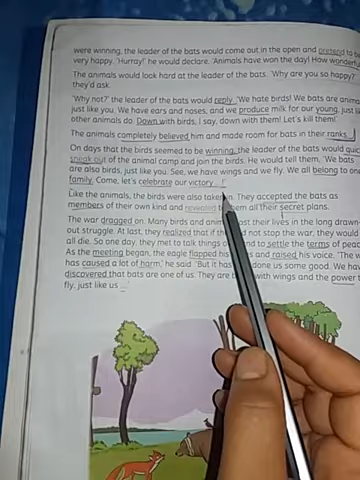 were winning, the leader of the bats would come out in the open and pretend to be
very happy. 'Hurray!' he would declare. 'Animals have won the day! How wonderful
The animals would look hard at the leader of the bats. 'Why are you so happy?'
they'd ask.
'Why not?' the leader of the bats would reply. 'We hate birds! We bats are
just like you. We have ears and noses, and we produce milk for our young, just
other animals do. Down with birds, I say, down with them! Let's kill them!'
The animals completely believed him and made room for bats in their ranks.
On days that the birds seemed to be winning, the leader of the bats would
sneak out of the animal camp and join the birds. He would tell them, 'We bats
are also birds, just like you. See, we have wings and we fly. We all belong to one
family. Come, let's celebrate our victory ...!'
Like the animals, the birds were also taken in. They accepted the bats as
members of their own kind and revealing to them all their secret plans.
The war dragged on. Many birds and animals lost their lives in the long drawn-
out struggle. At last, they realized that if they did not stop the war, they would
all die. So one day, they met to talk things over and to settle the terms of
As the meeting began, the eagle flapped his wings and raised his voice. 'The
has caused a lot of harm,' he said. 'But it has done us some good. We have
discovered that bats are one of us. They are birds with wings and the power to
fly, just like us ...'